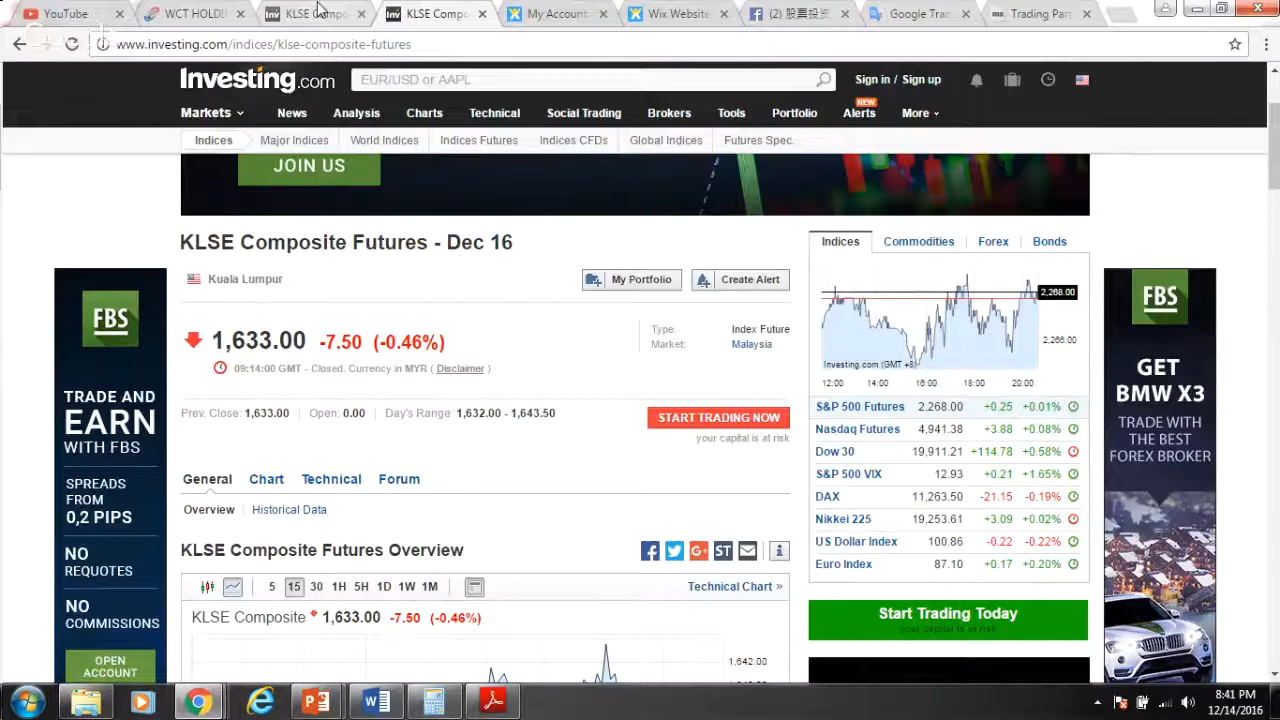 YouTube
WCT HOLDI
KLSE Compo
KLSE Compo
My Account
Wix Website
(2) 股票投資
Google Tran
Trading Part
www.investing.com/indices/klse-composite-futures
Investing.com
EUR/USD or AAPL
Sign in / Sign up
Markets
News
Analysis
Charts
Technical
Social Trading
Brokers
Tools
Portfolio
NEW
Alerts
More
Indices
Major Indices
World Indices
Indices Futures
Indices CFDs
Global Indices
Futures Spec.
JOIN US
KLSE Composite Futures - Dec 16
Kuala Lumpur
My Portfolio
Create Alert
1,633.00 -7.50 (-0.46%)
09:14:00 GMT - Closed. Currency in MYR ( Disclaimer )
Type: Index Future
Market: Malaysia
Prev. Close: 1,633.00 Open: 0.00 Day's Range: 1,632.00 - 1,643.50
START TRADING NOW
your capital is at risk
General
Chart
Technical
Forum
Overview
Historical Data
KLSE Composite Futures Overview
G+
ST
5
15
30
1H
5H
1D
1W
1M
Technical Chart »
KLSE Composite 1,633.00 -7.50 (-0.46%)
1,642.00
Indices
Commodities
Forex
Bonds
2,268.00
2,266.00
Investing.com (GMT +8)
12:00 14:00 16:00 18:00 20:00
S&P 500 Futures 2,268.00 +0.25 +0.01%
Nasdaq Futures 4,941.38 +3.88 +0.08%
Dow 30 19,911.21 +114.78 +0.58%
S&P 500 VIX 12.93 +0.21 +1.65%
DAX 11,263.50 -21.15 -0.19%
Nikkei 225 19,253.61 +3.09 +0.02%
US Dollar Index 100.86 -0.22 -0.22%
Euro Index 87.10 +0.17 +0.20%
Start Trading Today
your capital is at risk
FBS
TRADE AND
EARN
WITH FBS
SPREADS
FROM
0,2 PIPS
NO
REQUOTES
NO
COMMISSIONS
OPEN
ACCOUNT
FBS
GET
BMW X3
TRADE WITH
THE BEST
FOREX BROKER
8:41 PM
12/14/2016